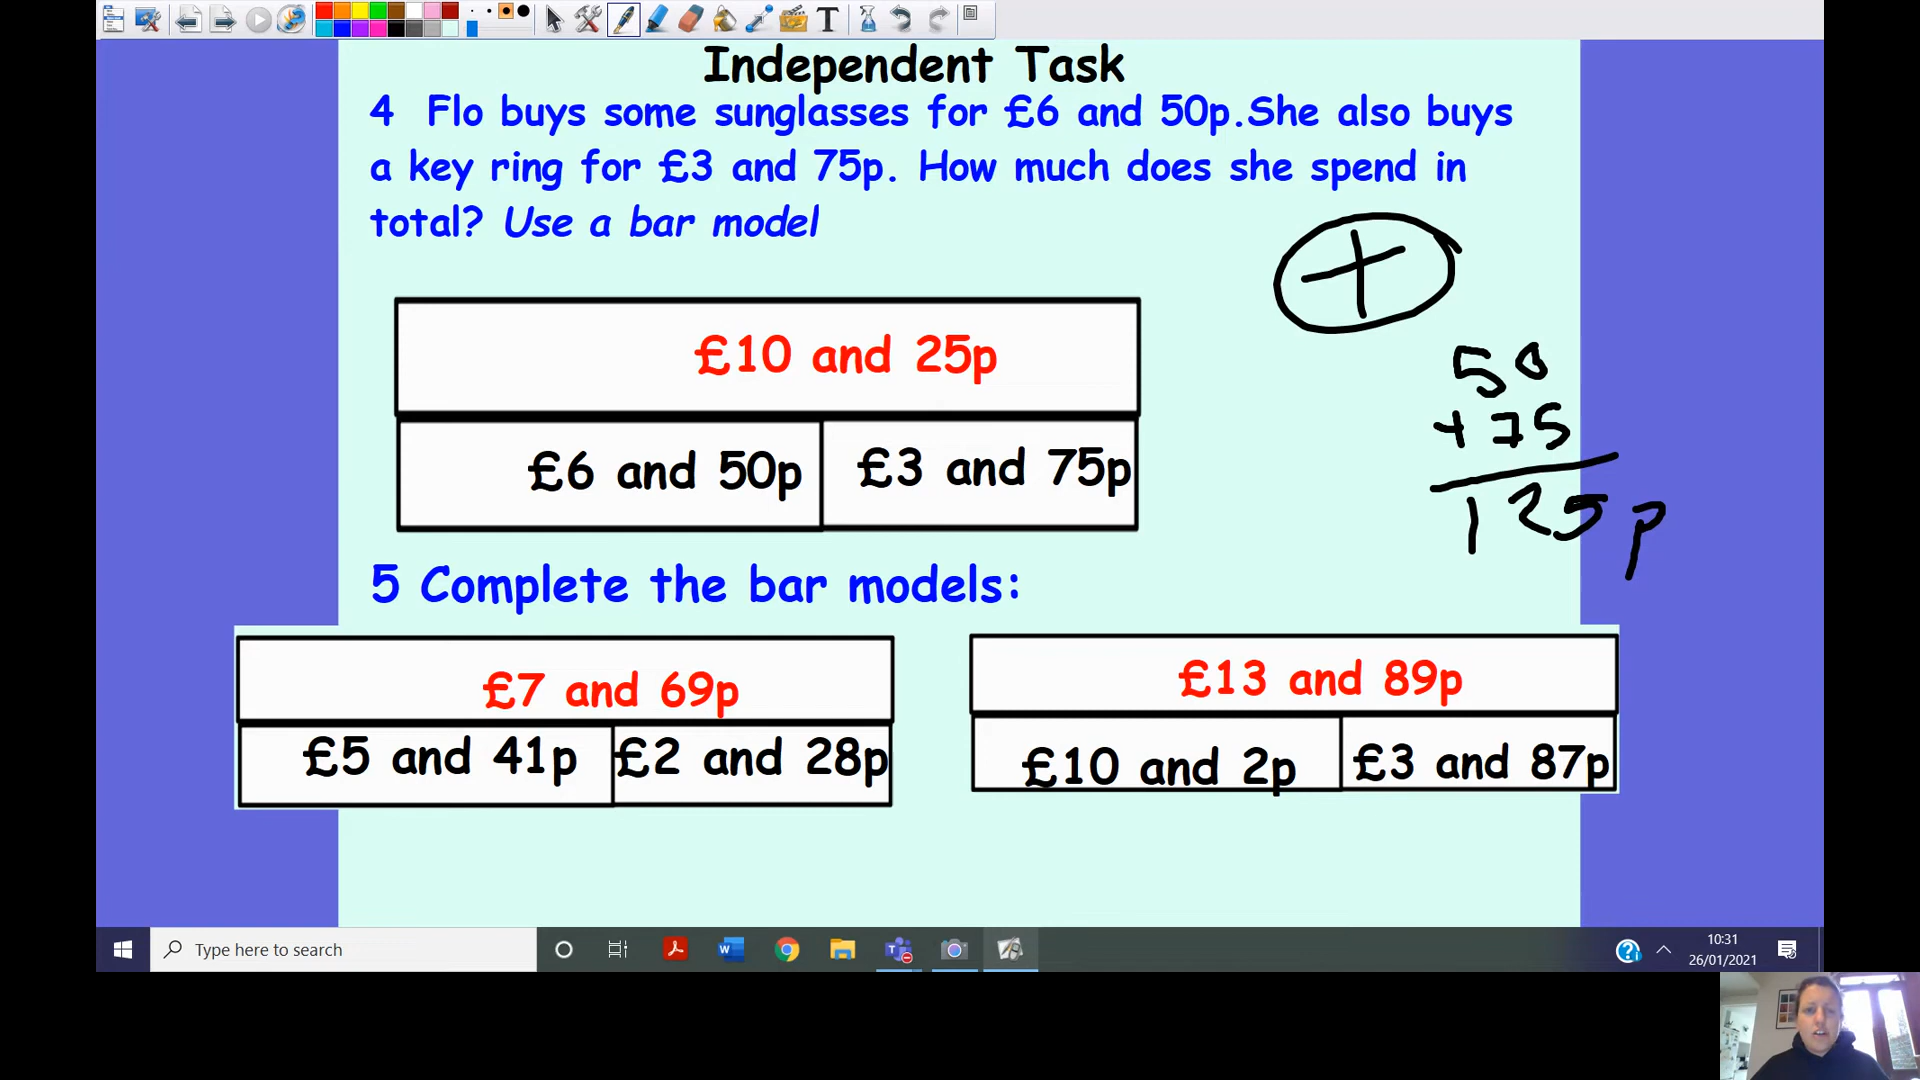 Independent Task
4 Flo buys some sunglasses for £6 and 50p.She also buys
a key ring for £3 and 75p. How much does she spend in
total? Use a bar model
+
£10 and 25p
£6 and 50p £3 and 75p
50
+75
125p
5 Complete the bar models:
£7 and 69p
£5 and 41p £2 and 28p
£13 and 89p
£10 and 2p £3 and 87p
Type here to search
10:31
26/01/2021